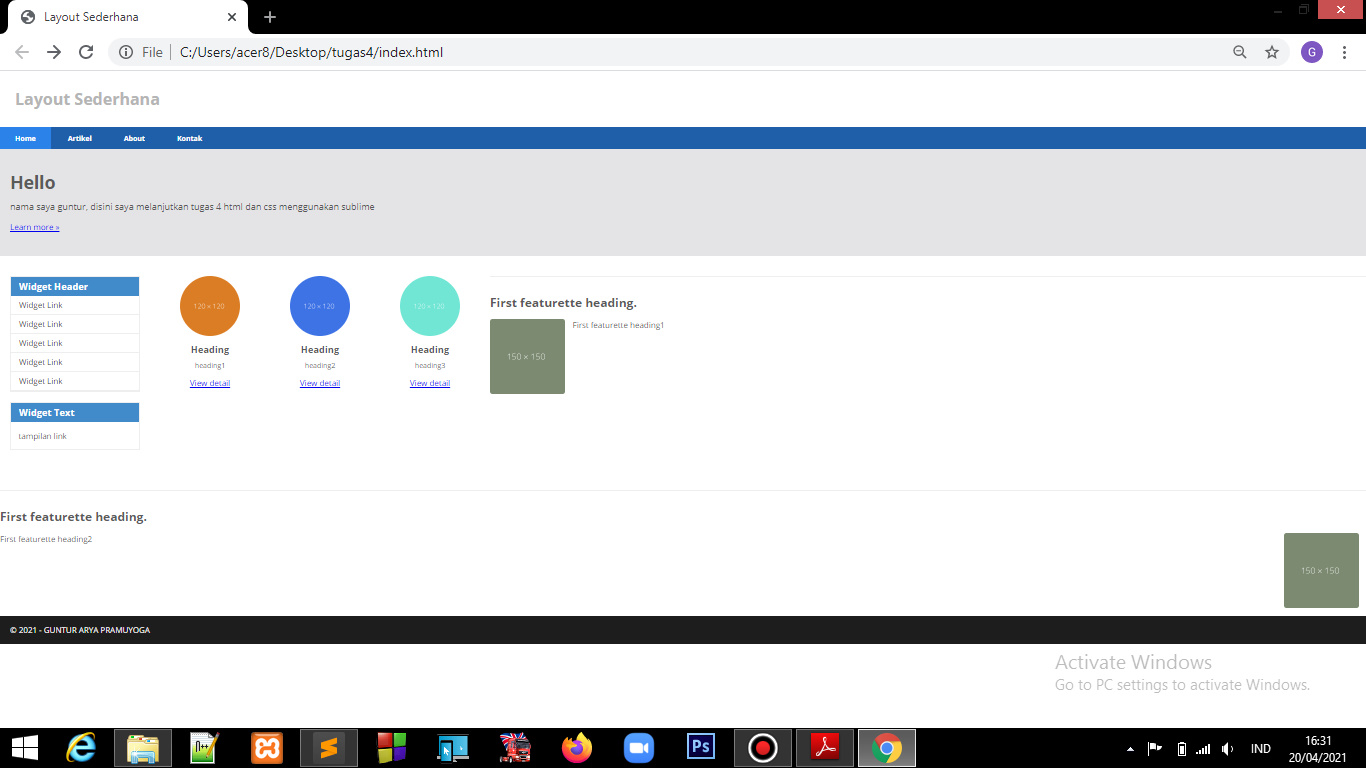 Layout Sederhana
File
C:/Users/acer8/Desktop/tugas4/index.html
G
Layout Sederhana
Home Artikel About Kontak
Hello
nama saya guntur, disini saya melanjutkan tugas 4 html dan css menggunakan sublime
Learn more »
Widget Header
Widget Link
Widget Link
Widget Link
Widget Link
Widget Link
Widget Text
tampilan link
120 × 120
Heading
heading1
View detail
120 × 120
Heading
heading2
View detail
120 × 120
Heading
heading3
View detail
First featurette heading.
150 × 150
First featurette heading1
First featurette heading.
First featurette heading2
150 × 150
© 2021 - GUNTUR ARYA PRAMUYOGA
Activate Windows
Go to PC settings to activate Windows.
Ps
IND
16:31
20/04/2021